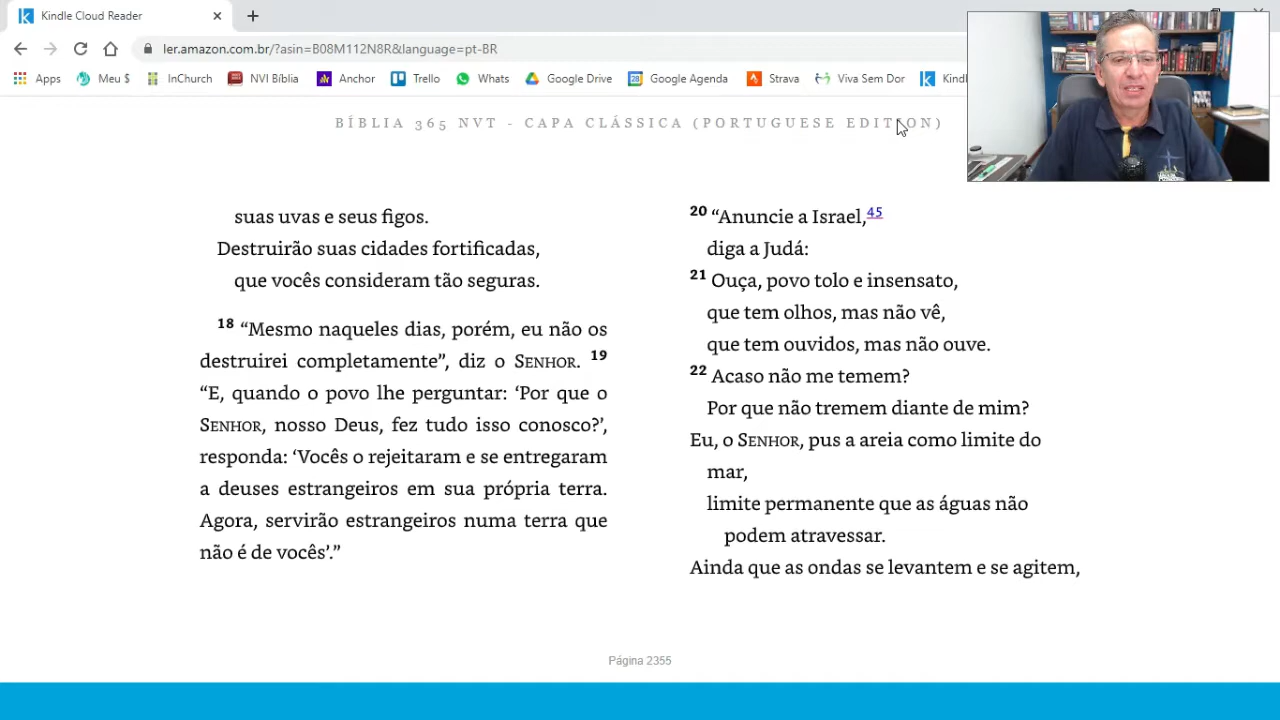 Kindle Cloud Reader
ler.amazon.com.br/?asin=B08M112N8R&language=pt-BR
Apps Meu $ InChurch NVI Bíblia Anchor Trello Whats Google Drive Google Agenda Strava Viva Sem Dor Kindl
BÍBLIA 365 NVT - CAPA CLÁSSICA (PORTUGUESE EDITION)
suas uvas e seus figos.
Destruirão suas cidades fortificadas,
que vocês consideram tão seguras.
18 “Mesmo naqueles dias, porém, eu não os
destruirei completamente”, diz o SENHOR. 19
“E, quando o povo lhe perguntar: ‘Por que o
SENHOR, nosso Deus, fez tudo isso conosco?’,
responda: ‘Vocês o rejeitaram e se entregaram
a deuses estrangeiros em sua própria terra.
Agora, servirão estrangeiros numa terra que
não é de vocês’.”
20 “Anuncie a Israel,45
diga a Judá:
21 Ouça, povo tolo e insensato,
que tem olhos, mas não vê,
que tem ouvidos, mas não ouve.
22 Acaso não me temem?
Por que não tremem diante de mim?
Eu, o SENHOR, pus a areia como limite do
mar,
limite permanente que as águas não
podem atravessar.
Ainda que as ondas se levantem e se agitem,
Página 2355